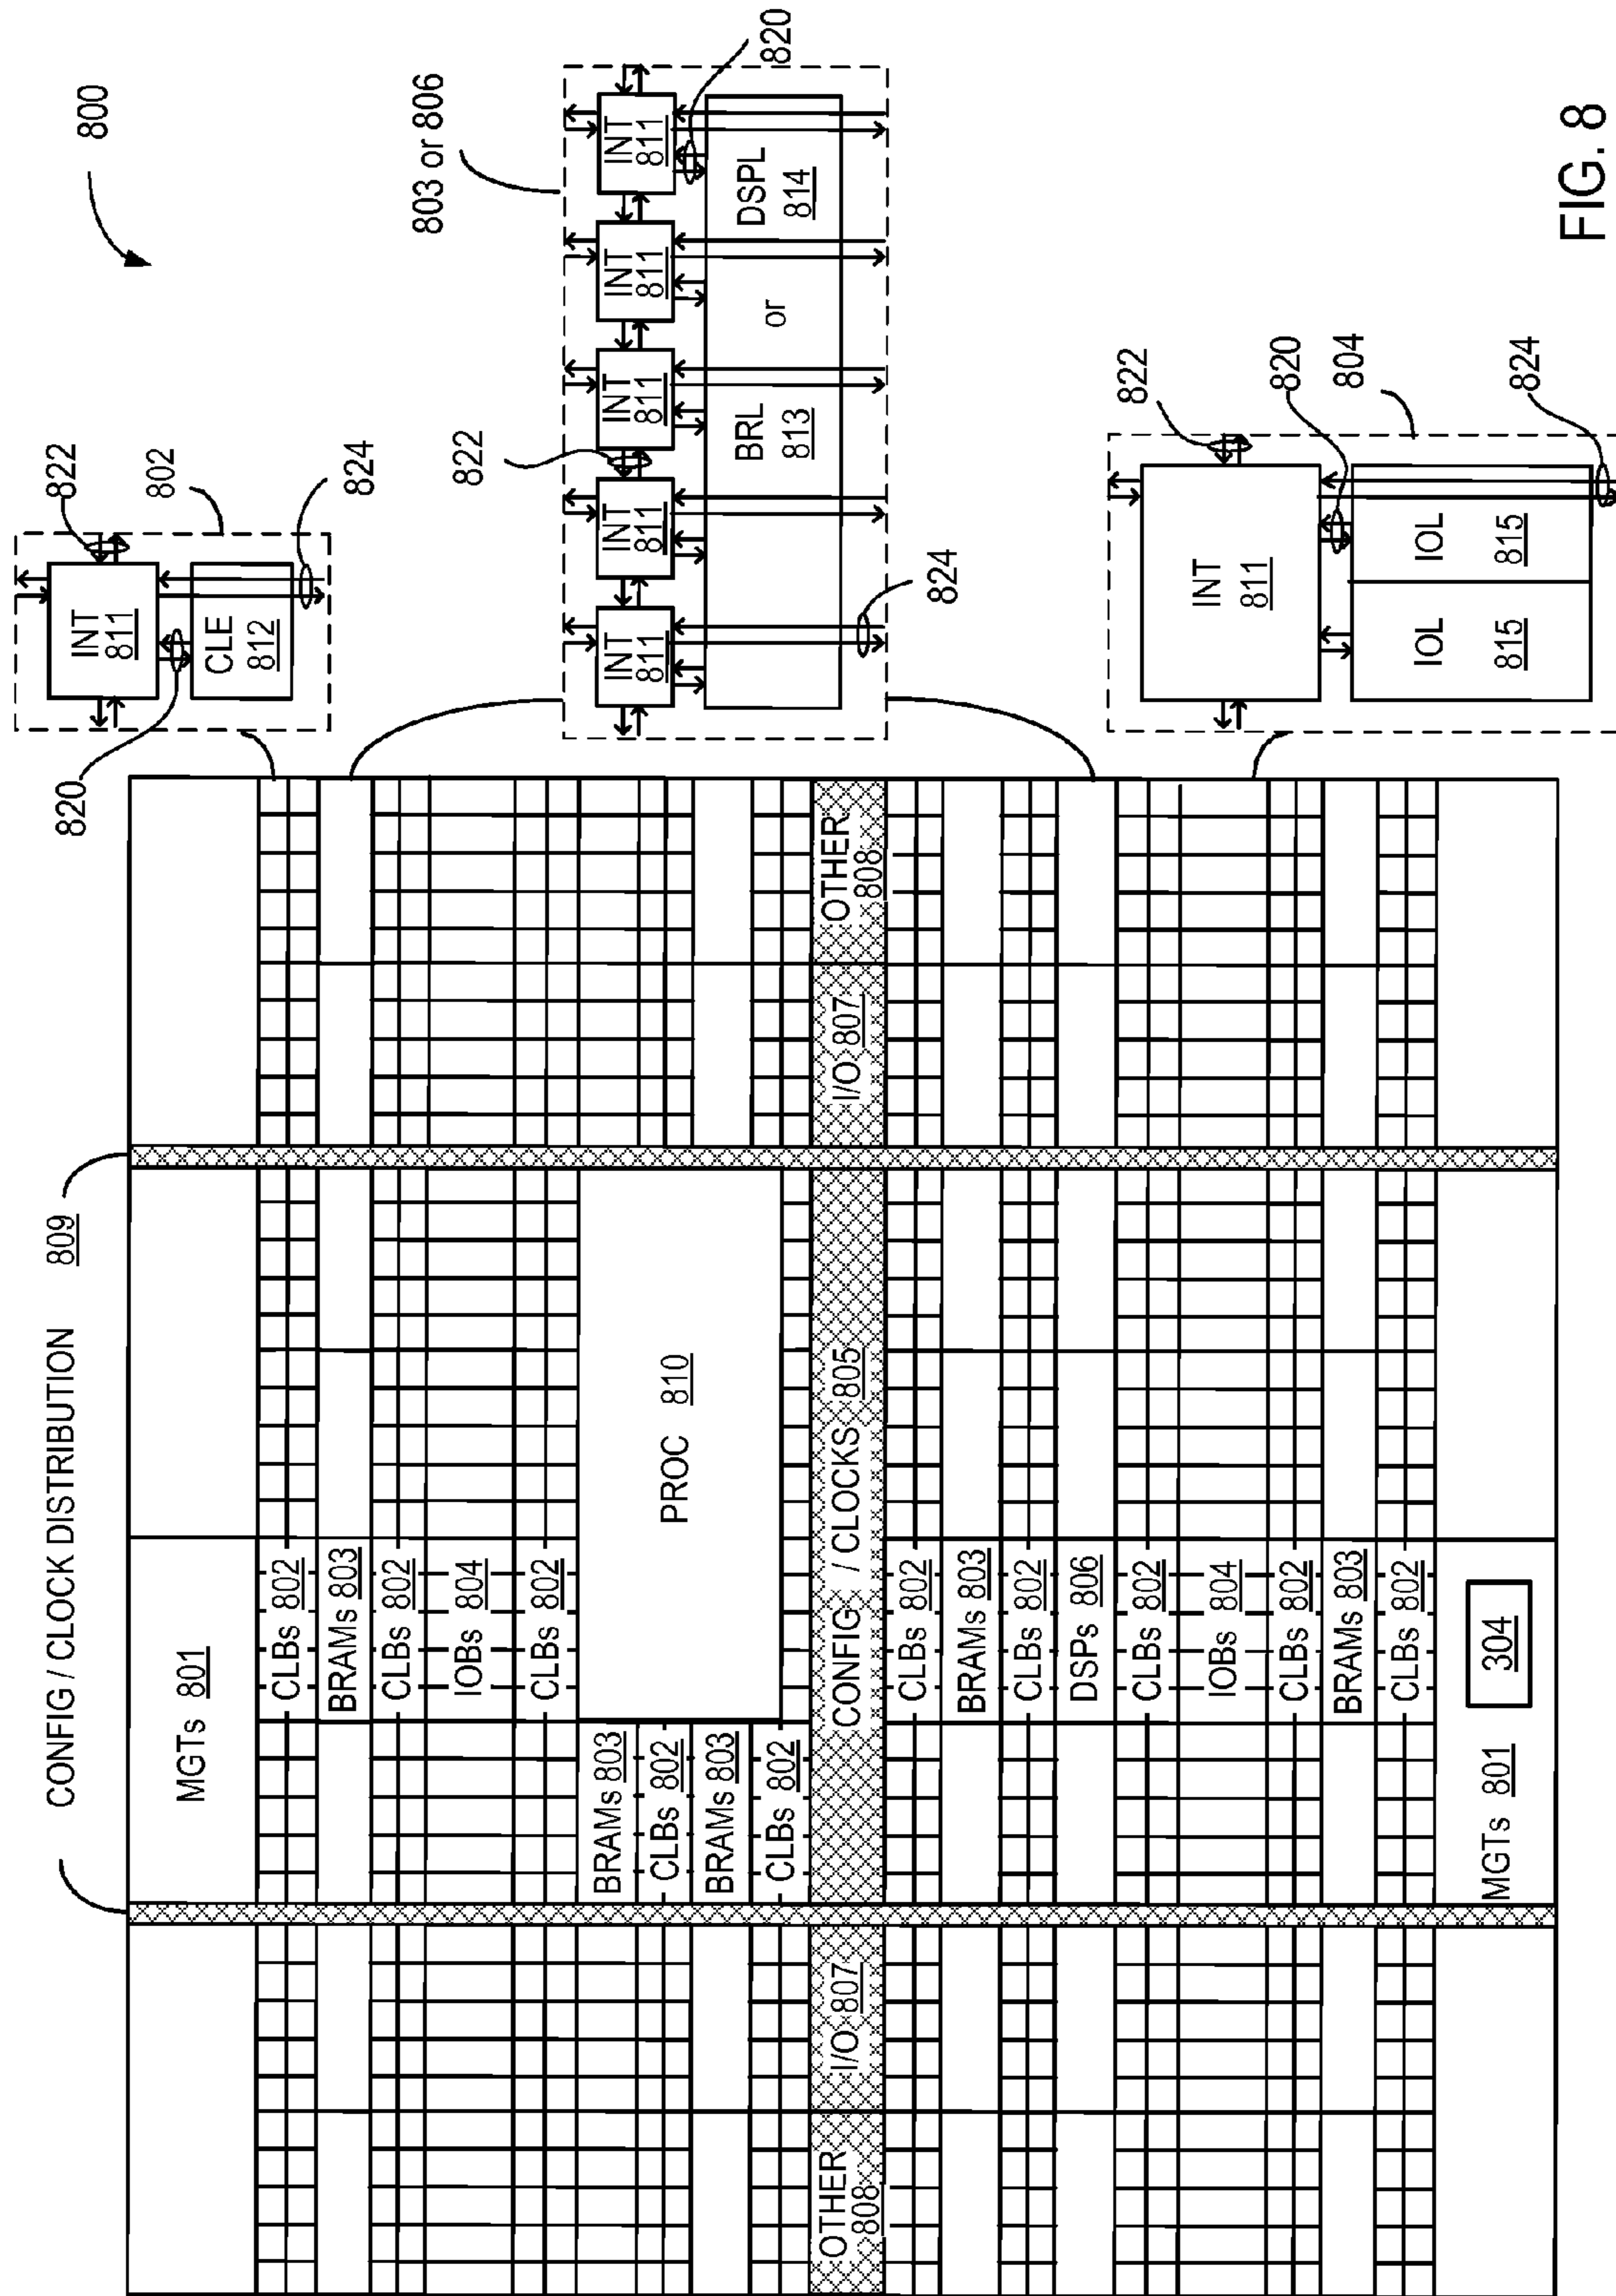 800
CONFIG / CLOCK DISTRIBUTION 809
MGTs 801
CLBs 802
BRAMs 803
CLBs 802
IOBs 804
CLBs 802
BRAMs 803
CLBs 802
BRAMs 803
CLBs 802
PROC 810
OTHER 808
I/O 807
CONFIG / CLOCKS 805
I/O 807
OTHER 808
CLBs 802
BRAMs 803
CLBs 802
DSPs 806
CLBs 802
IOBs 804
CLBs 802
BRAMs 803
CLBs 802
MGTs 801
304
820
INT 811
CLE 812
822
802
824
803 or 806
INT 811
INT 811
INT 811
INT 811
INT 811
822
820
BRL 813
or
DSPL 814
824
INT 811
IOL 815
IOL 815
822
820
804
824
FIG. 8